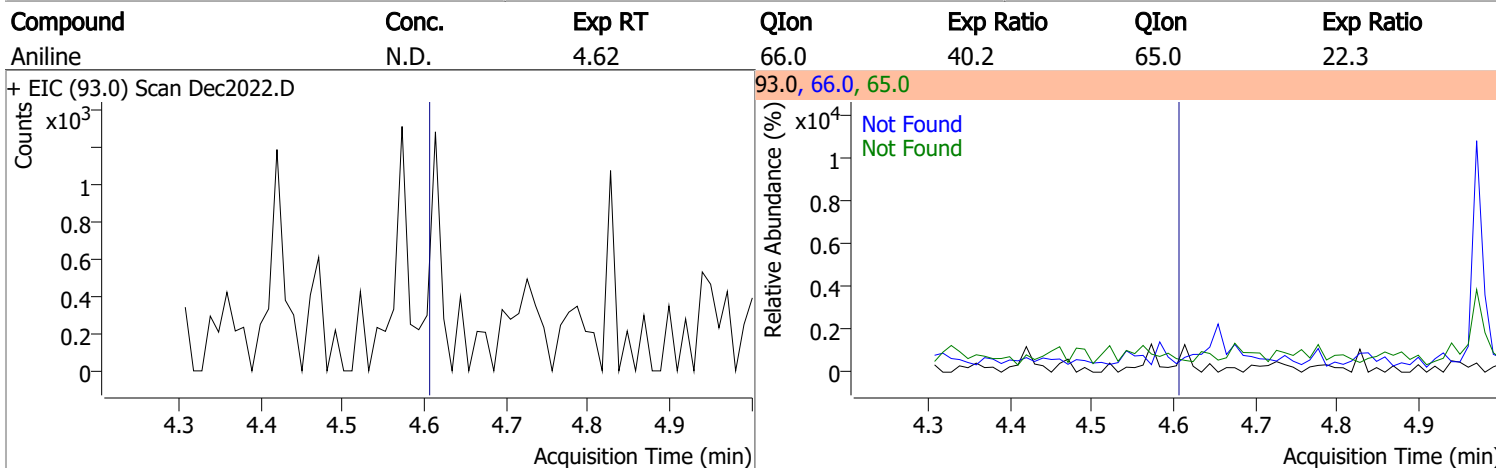 Compound Conc. Exp RT QIon Exp Ratio QIon Exp Ratio
Aniline N.D. 4.62 66.0 40.2 65.0 22.3
+ EIC (93.0) Scan Dec2022.D
Counts
x10³
1
0.8
0.6
0.4
0.2
0
4.3 4.4 4.5 4.6 4.7 4.8 4.9
Acquisition Time (min)
93.0, 66.0, 65.0
Relative Abundance (%)
x10⁴
Not Found
Not Found
1
0.8
0.6
0.4
0.2
0
4.3 4.4 4.5 4.6 4.7 4.8 4.9
Acquisition Time (min)